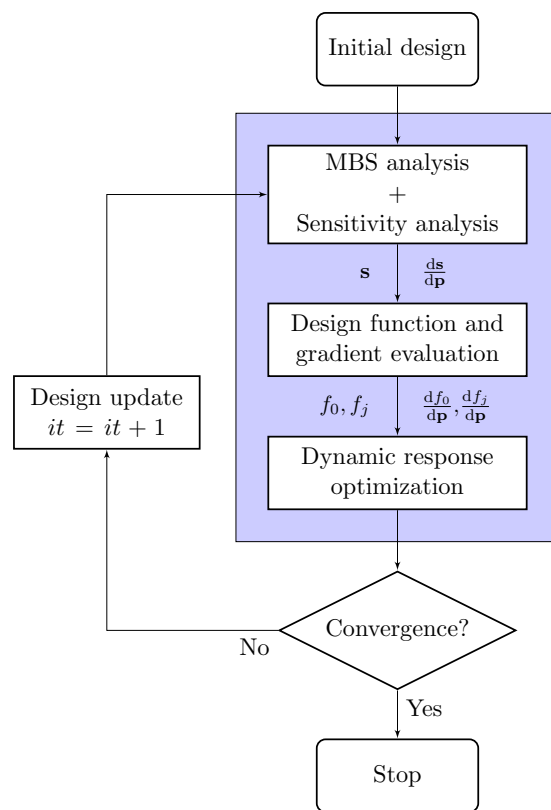 Initial design
MBS analysis
+
Sensitivity analysis
s ds/dp
Design function and
gradient evaluation
f₀, fⱼ df₀/dp, dfⱼ/dp
Dynamic response
optimization
Design update
it = it + 1
Convergence?
No
Yes
Stop